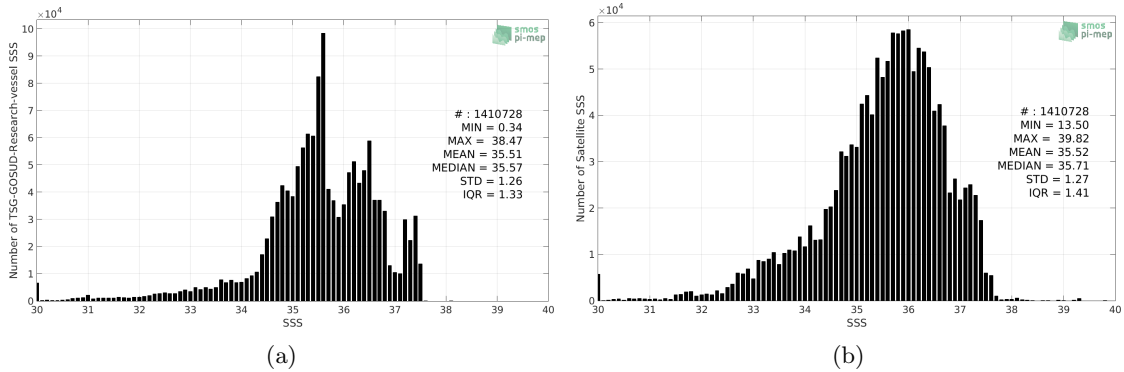 ×10⁴
10
9
8
7
6
5
4
3
2
1
0
Number of TSG-GOSUD-Research-vessel SSS
smos
pi-mep
# : 1410728
MIN = 0.34
MAX = 38.47
MEAN = 35.51
MEDIAN = 35.57
STD = 1.26
IQR = 1.33
30 31 32 33 34 35 36 37 38 39 40
SSS
(a)
×10⁴
6
5
4
3
2
1
0
Number of Satellite SSS
smos
pi-mep
# : 1410728
MIN = 13.50
MAX = 39.82
MEAN = 35.52
MEDIAN = 35.71
STD = 1.27
IQR = 1.41
30 31 32 33 34 35 36 37 38 39 40
SSS
(b)